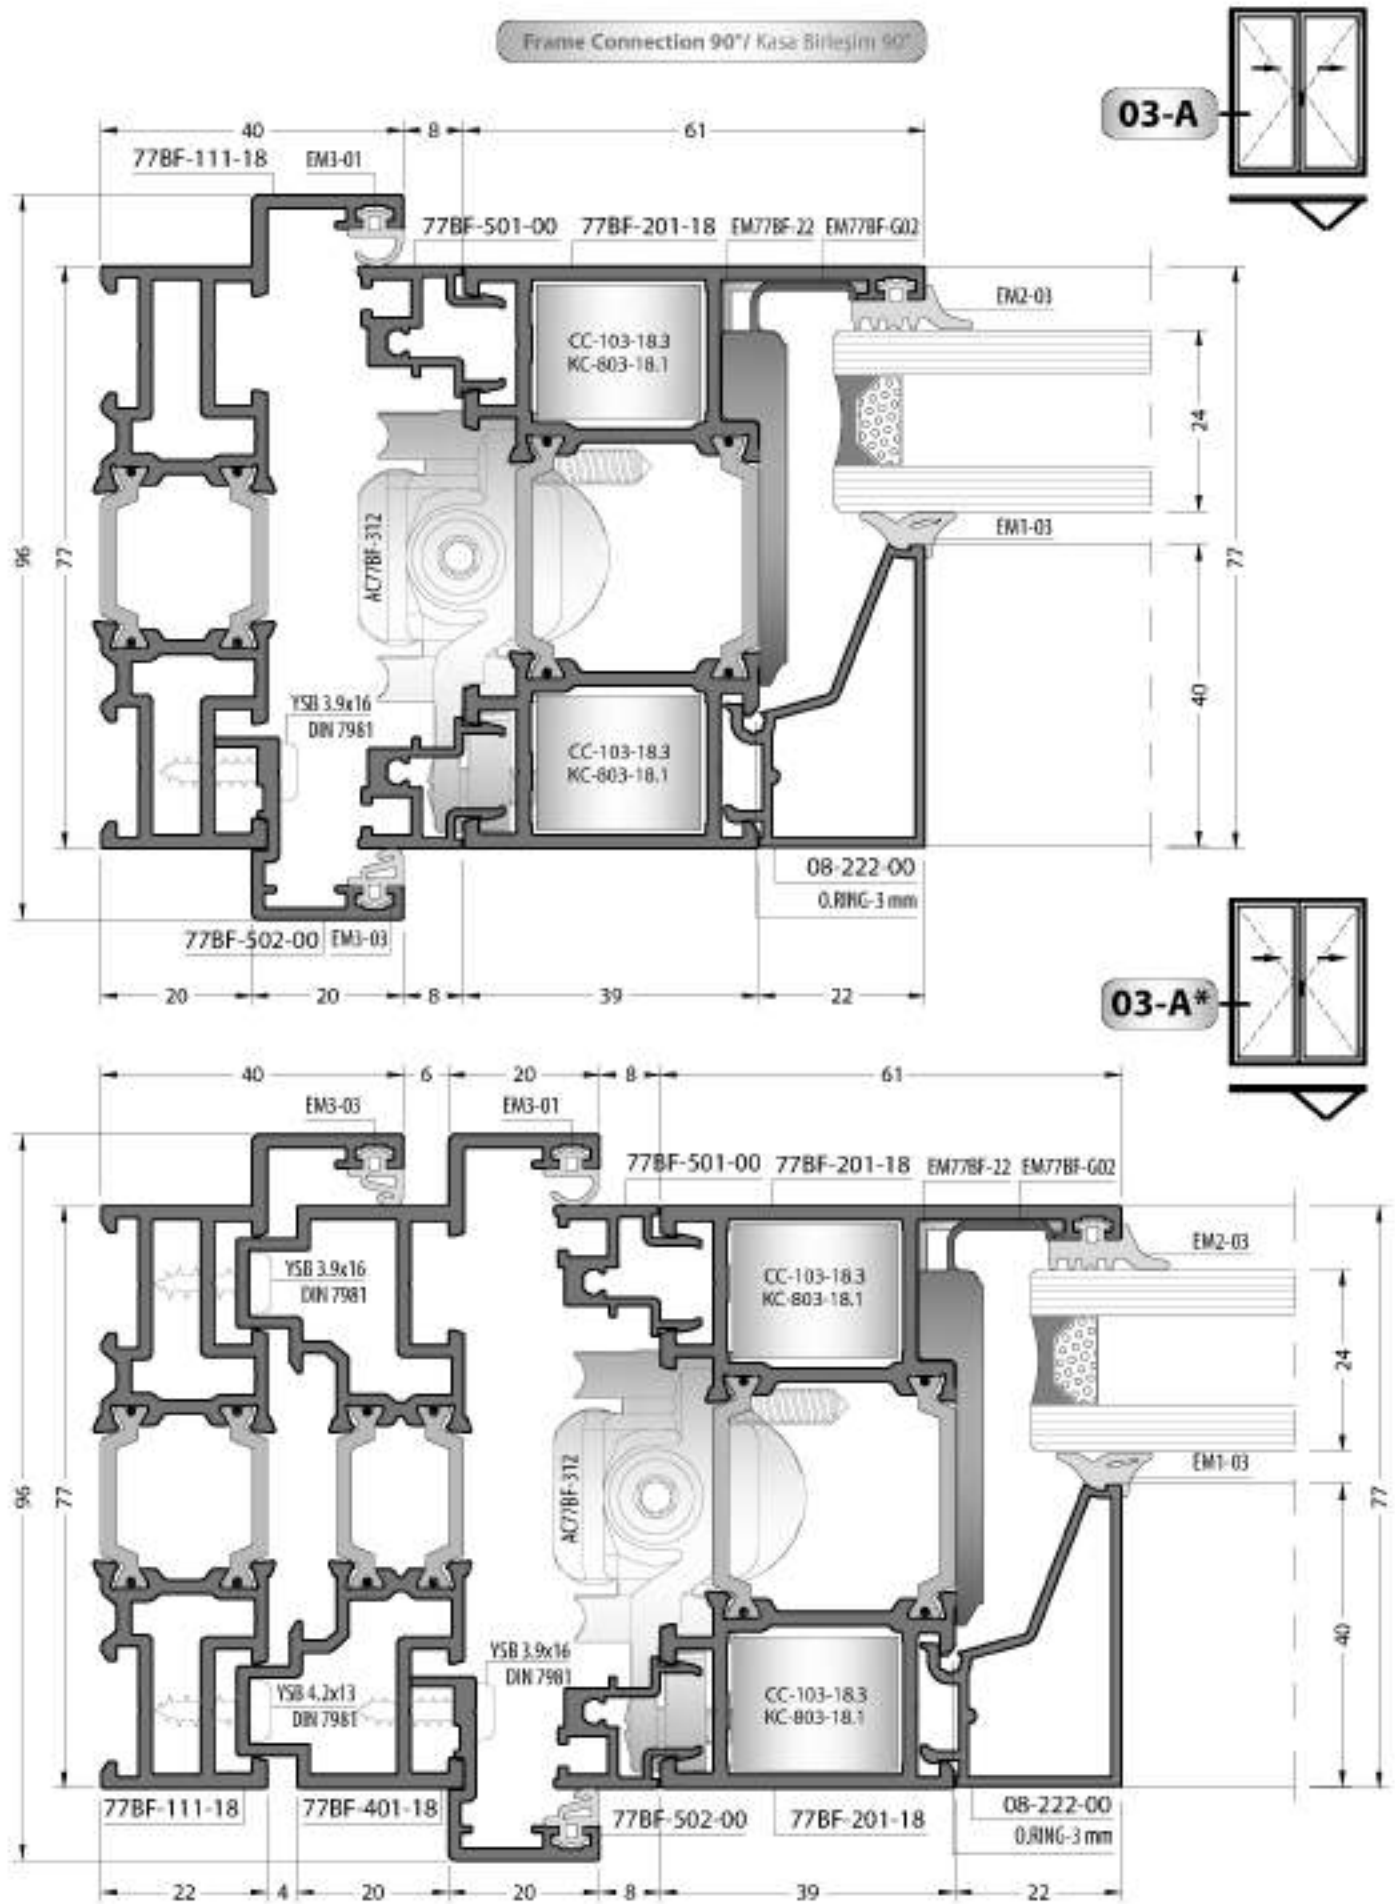 Frame Connection 90°/ Kasa Birleşim 90°
03-A
40
8
61
77BF-111-18
EM3-01
77BF-501-00
77BF-201-18
EM77BF-22
EM77BF-G02
EM2-03
CC-103-18.3
KC-803-18.1
24
96
77
AC77BF-312
EM1-03
77
40
YSB 3.9x16
DIN 7981
CC-103-18.3
KC-803-18.1
08-222-00
O.RING-3 mm
77BF-502-00
EM3-03
20
20
8
39
22
03-A*
40
6
20
8
61
EM3-03
EM3-01
77BF-501-00
77BF-201-18
EM77BF-22
EM77BF-G02
EM2-03
YSB 3.9x16
DIN 7981
CC-103-18.3
KC-803-18.1
24
96
77
AC77BF-312
EM1-03
77
40
YSB 3.9x16
DIN 7981
YSB 4.2x13
DIN 7981
CC-103-18.3
KC-803-18.1
77BF-111-18
77BF-401-18
77BF-502-00
77BF-201-18
08-222-00
O.RING-3 mm
22
4
20
20
8
39
22